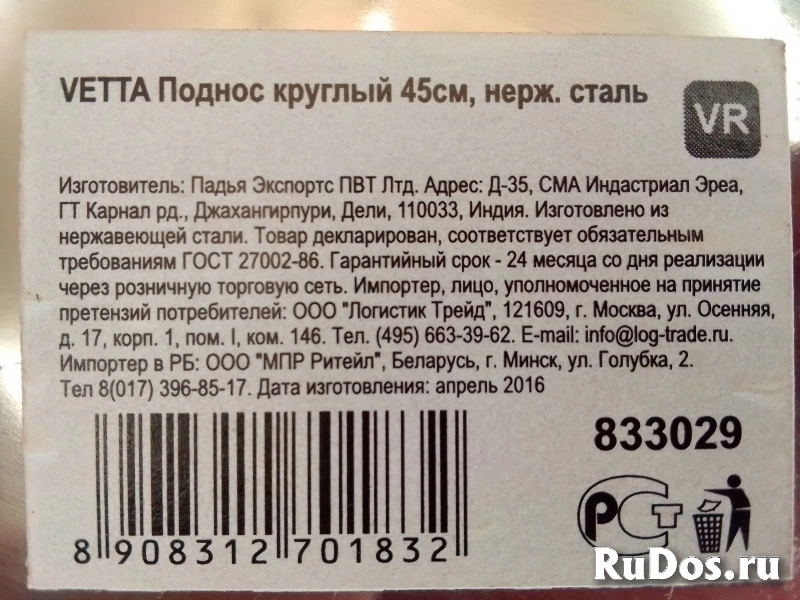 VETTA Поднос круглый 45см, нерж. сталь
VR
Изготовитель: Падья Экспортс ПВТ Лтд. Адрес: Д-35, СМА Индастриал Эреа,
ГТ Карнал рд., Джахангирпури, Дели, 110033, Индия. Изготовлено из
нержавеющей стали. Товар декларирован, соответствует обязательным
требованиям ГОСТ 27002-86. Гарантийный срок - 24 месяца со дня реализации
через розничную торговую сеть. Импортер, лицо, уполномоченное на принятие
претензий потребителей: ООО "Логистик Трейд", 121609, г. Москва, ул. Осенняя,
д. 17, корп. 1, пом. I, ком. 146. Тел. (495) 663-39-62. E-mail: info@log-trade.ru.
Импортер в РБ: ООО "МПР Ритейл", Беларусь, г. Минск, ул. Голубка, 2.
Тел 8(017) 396-85-17. Дата изготовления: апрель 2016
833029
РСТ
8 908312 701832
RuDos.ru